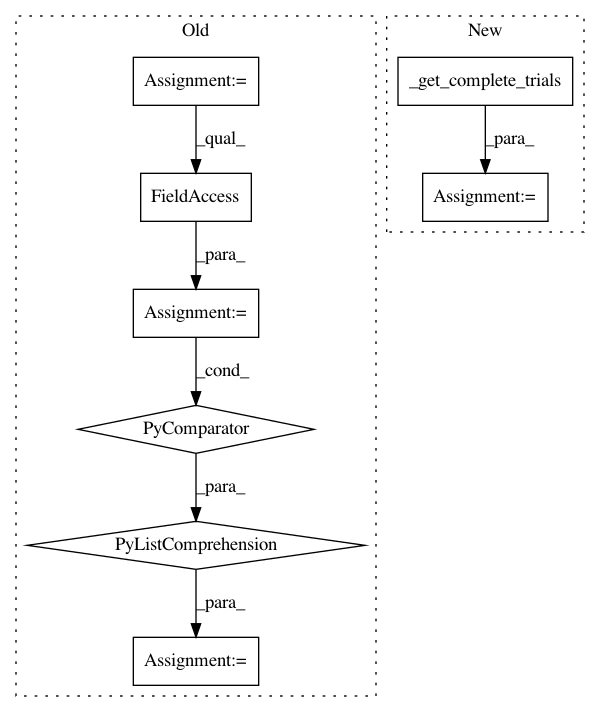 Old
New
Assignment:=
_get_complete_trials
_qual_
_para_
FieldAccess
Assignment:=
_para_
Assignment:=
_cond_
PyComparator
_para_
PyListComprehension
_para_
Assignment:=